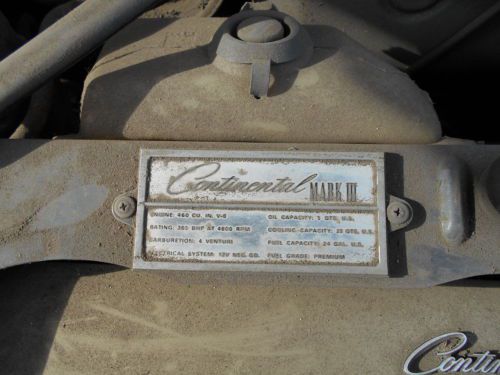 Continental MARK III
ENGINE: 460 CU. IN. V-8 OIL CAPACITY: 5 QTS. U.S.
RATING: 365 BHP AT 4600 RPM COOLING CAPACITY: 20 QTS. U.S.
CARBURETION: 4 VENTURI FUEL CAPACITY: 24 GAL. U.S.
ELECTRICAL SYSTEM: 12V NEG. GD. FUEL GRADE: PREMIUM